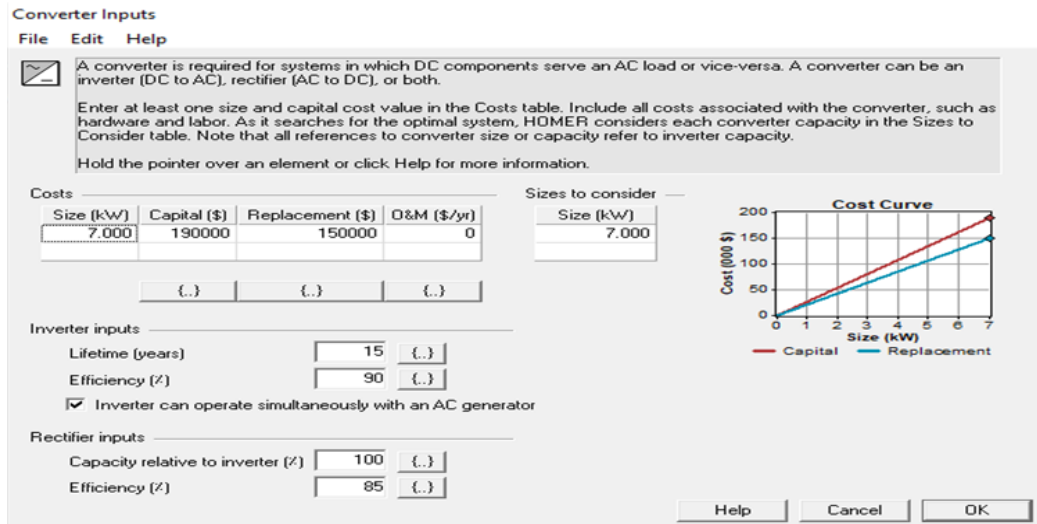 Converter Inputs
File Edit Help
A converter is required for systems in which DC components serve an AC load or vice-versa. A converter can be an
inverter (DC to AC), rectifier (AC to DC), or both.
Enter at least one size and capital cost value in the Costs table. Include all costs associated with the converter, such as
hardware and labor. As it searches for the optimal system, HOMER considers each converter capacity in the Sizes to
Consider table. Note that all references to converter size or capacity refer to inverter capacity.
Hold the pointer over an element or click Help for more information.
Costs
Size (kW) Capital ($) Replacement ($) O&M ($/yr)
7.000 190000 150000 0
{..} {..} {..}
Sizes to consider
Size (kW)
7.000
Cost Curve
Cost (000 $)
200
150
100
50
0
0 1 2 3 4 5 6 7
Size (kW)
Capital Replacement
Inverter inputs
Lifetime (years) 15 {..}
Efficiency (%) 90 {..}
Inverter can operate simultaneously with an AC generator
Rectifier inputs
Capacity relative to inverter (%) 100 {..}
Efficiency (%) 85 {..}
Help Cancel OK